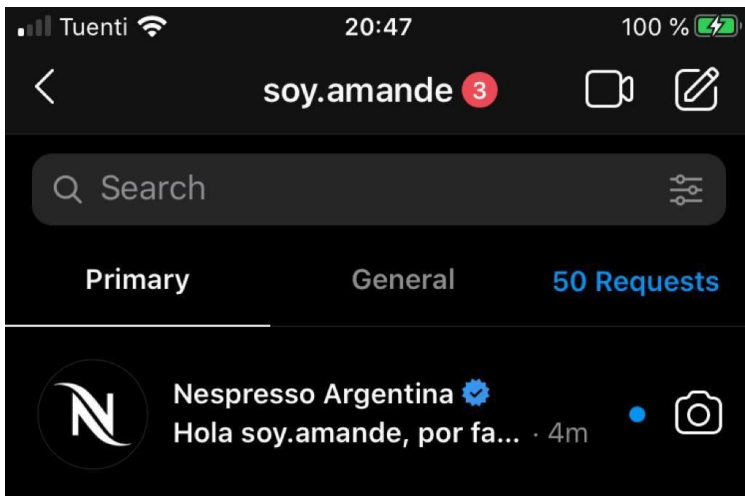 Tuenti 20:47 100 %
soy.amande 3
Search
Primary General 50 Requests
N Nespresso Argentina
Hola soy.amande, por fa... · 4m